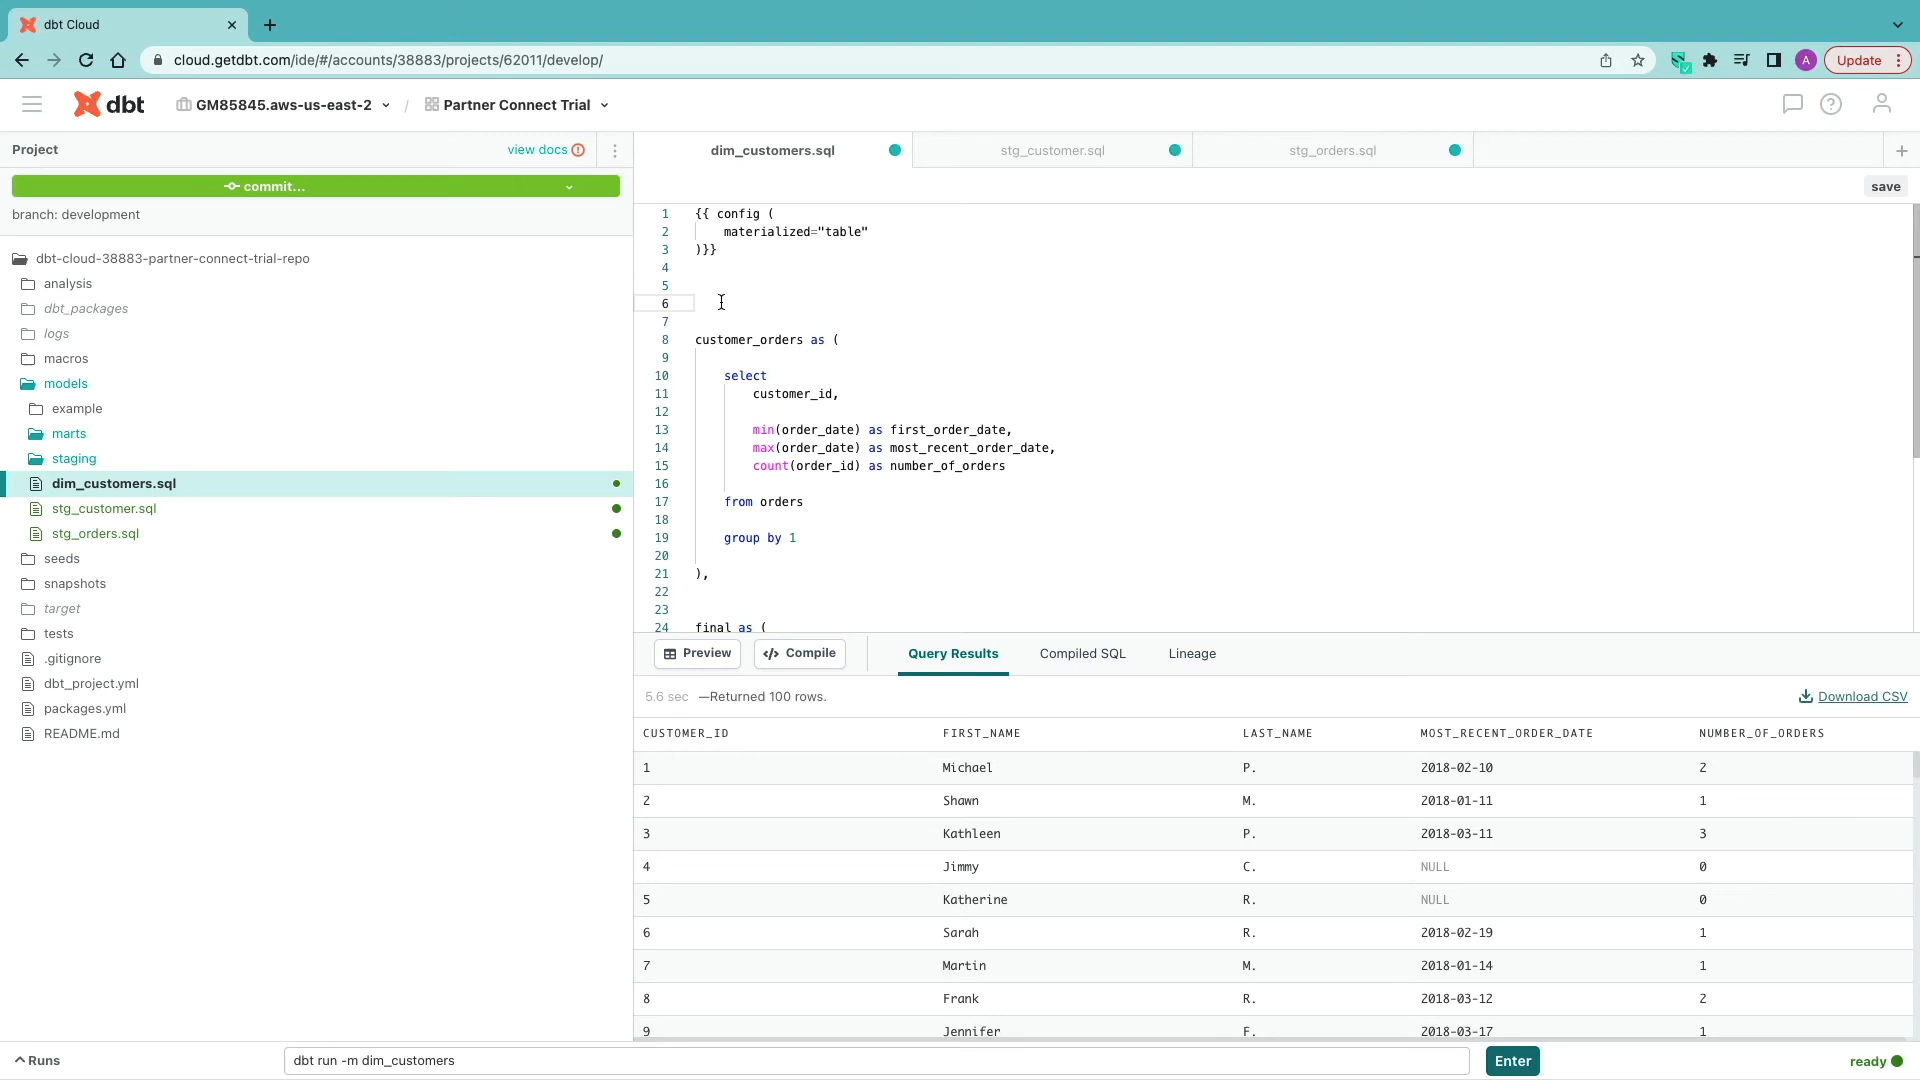 dbt Cloud
cloud.getdbt.com/ide/#/accounts/38883/projects/62011/develop/
A
Update
dbt
GM85845.aws-us-east-2
/
Partner Connect Trial
Project
view docs
commit...
branch: development
dbt-cloud-38883-partner-connect-trial-repo
analysis
dbt_packages
logs
macros
models
example
marts
staging
dim_customers.sql
stg_customer.sql
stg_orders.sql
seeds
snapshots
target
tests
.gitignore
dbt_project.yml
packages.yml
README.md
dim_customers.sql
stg_customer.sql
stg_orders.sql
save
1 {{ config (
2 materialized="table"
3 )}}
4
5
6
7
8 customer_orders as (
9
10 select
11 customer_id,
12
13 min(order_date) as first_order_date,
14 max(order_date) as most_recent_order_date,
15 count(order_id) as number_of_orders
16
17 from orders
18
19 group by 1
20
21 ),
22
23
24 final as (
Preview
Compile
Query Results
Compiled SQL
Lineage
5.6 sec —Returned 100 rows.
Download CSV
CUSTOMER_ID FIRST_NAME LAST_NAME MOST_RECENT_ORDER_DATE NUMBER_OF_ORDERS
1 Michael P. 2018-02-10 2
2 Shawn M. 2018-01-11 1
3 Kathleen P. 2018-03-11 3
4 Jimmy C. NULL 0
5 Katherine R. NULL 0
6 Sarah R. 2018-02-19 1
7 Martin M. 2018-01-14 1
8 Frank R. 2018-03-12 2
9 Jennifer F. 2018-03-17 1
Runs
dbt run -m dim_customers
Enter
ready